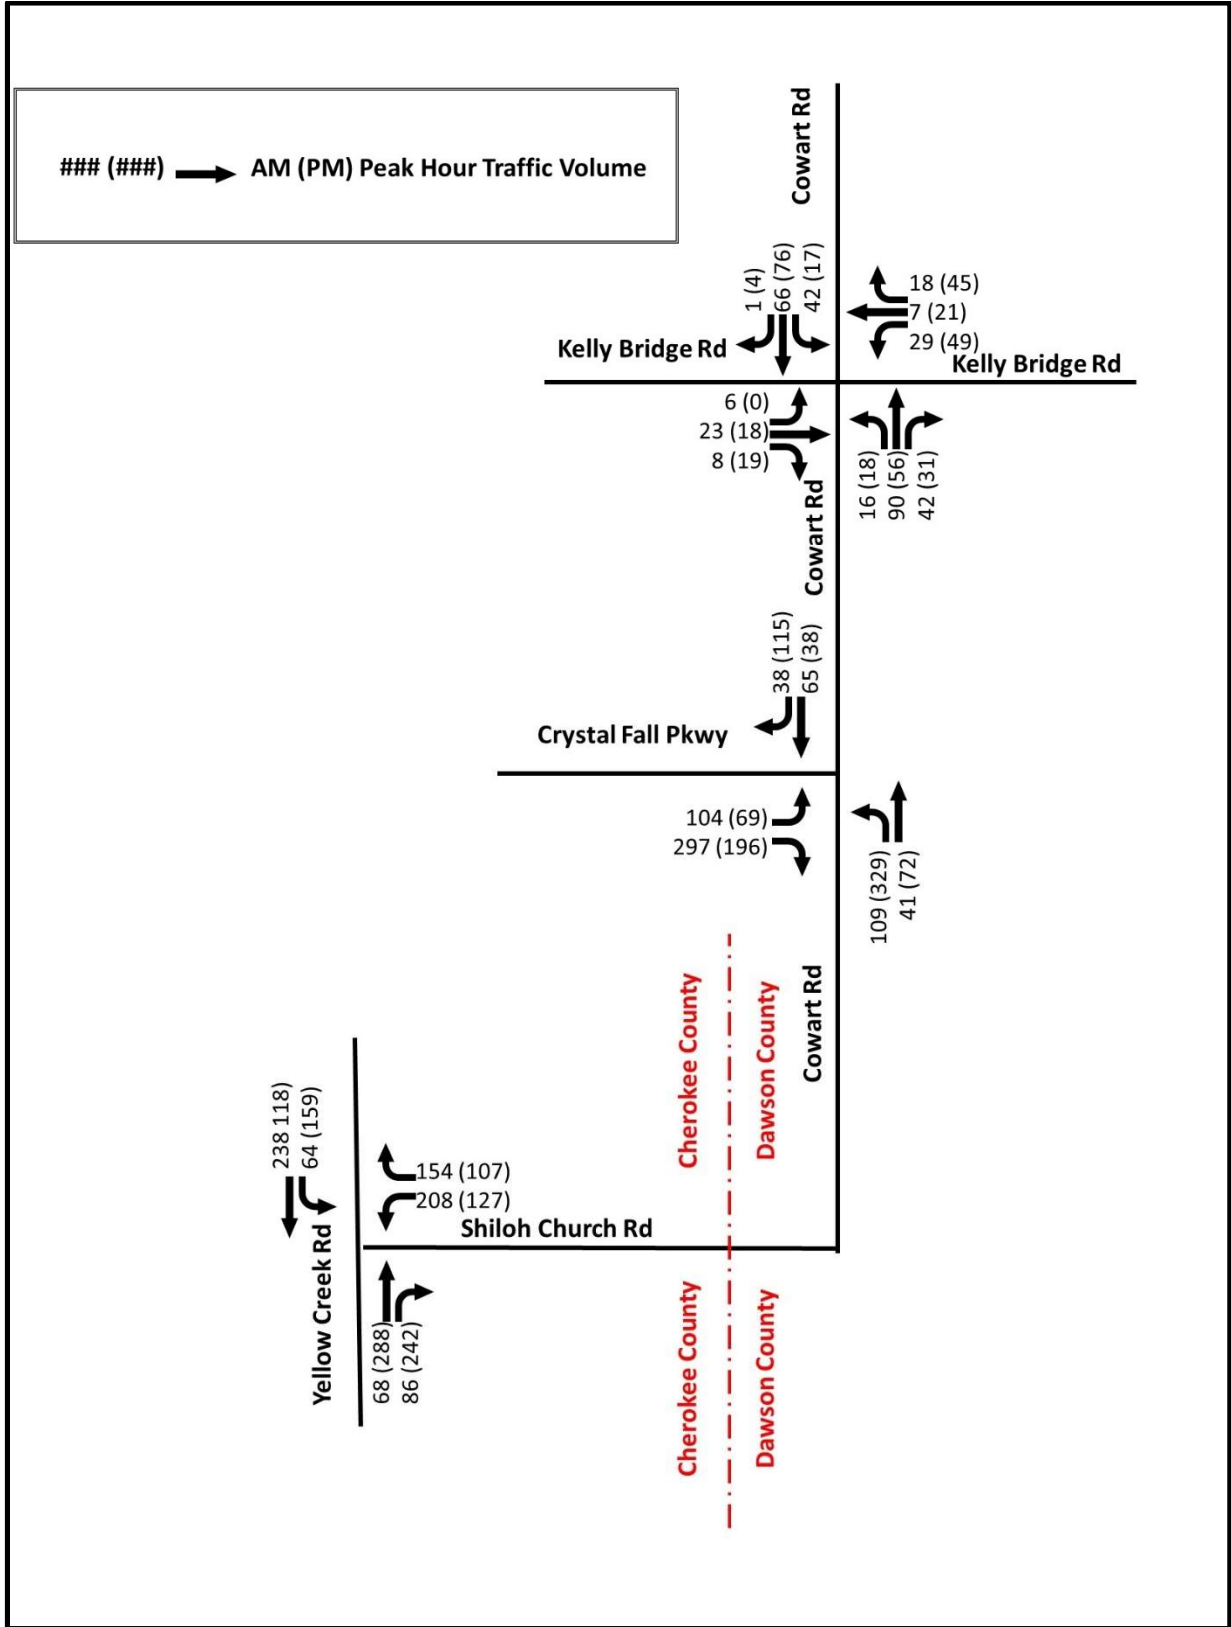 ### (###)
AM (PM) Peak Hour Traffic Volume
Cowart Rd
1 (4)
66 (76)
42 (17)
18 (45)
7 (21)
29 (49)
Kelly Bridge Rd
Kelly Bridge Rd
6 (0)
23 (18)
8 (19)
16 (18)
90 (56)
42 (31)
Cowart Rd
38 (115)
65 (38)
Crystal Fall Pkwy
104 (69)
297 (196)
109 (329)
41 (72)
Cowart Rd
Cherokee County
Dawson County
238 118)
64 (159)
154 (107)
208 (127)
Shiloh Church Rd
Yellow Creek Rd
68 (288)
86 (242)
Cherokee County
Dawson County